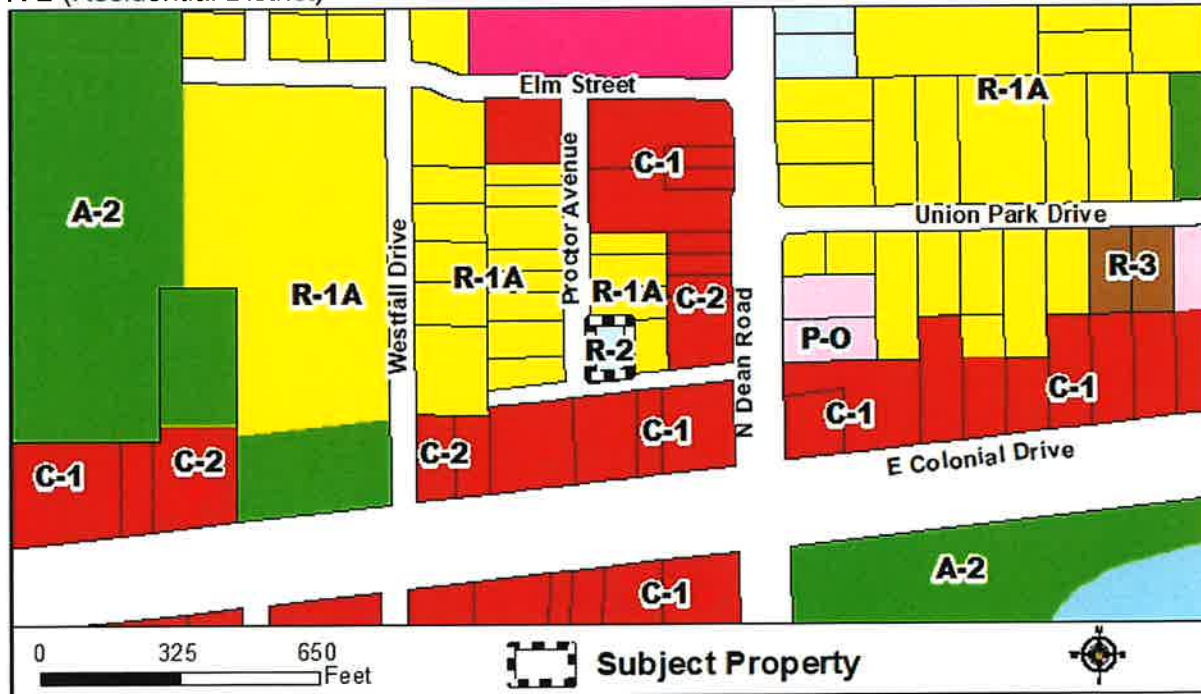 Elm Street
R-1A
C-1
A-2
Proctor Avenue
Union Park Drive
R-1A
Westfall Drive
R-1A
R-1A
C-2
R-3
N Dean Road
R-2
P-O
C-1
C-1
C-1
C-2
C-2
C-1
E Colonial Drive
A-2
C-1
0 325 650
Feet
Subject Property
N